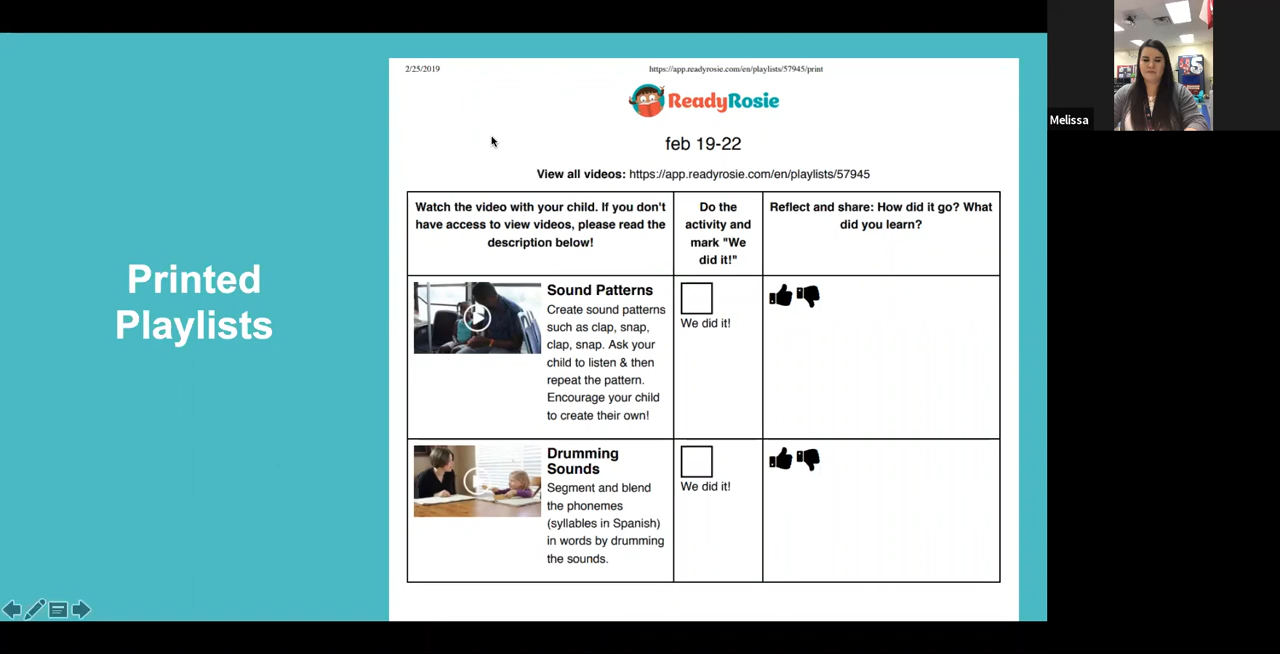 Printed
Playlists
2/25/2019
https://app.readyrosie.com/en/playlists/57945/print
ReadyRosie
feb 19-22
View all videos: https://app.readyrosie.com/en/playlists/57945
Watch the video with your child. If you don't
have access to view videos, please read the
description below!
Do the
activity and
mark "We
did it!"
Reflect and share: How did it go? What
did you learn?
Sound Patterns
Create sound patterns
such as clap, snap,
clap, snap. Ask your
child to listen & then
repeat the pattern.
Encourage your child
to create their own!
We did it!
Drumming
Sounds
Segment and blend
the phonemes
(syllables in Spanish)
in words by drumming
the sounds.
We did it!
Melissa